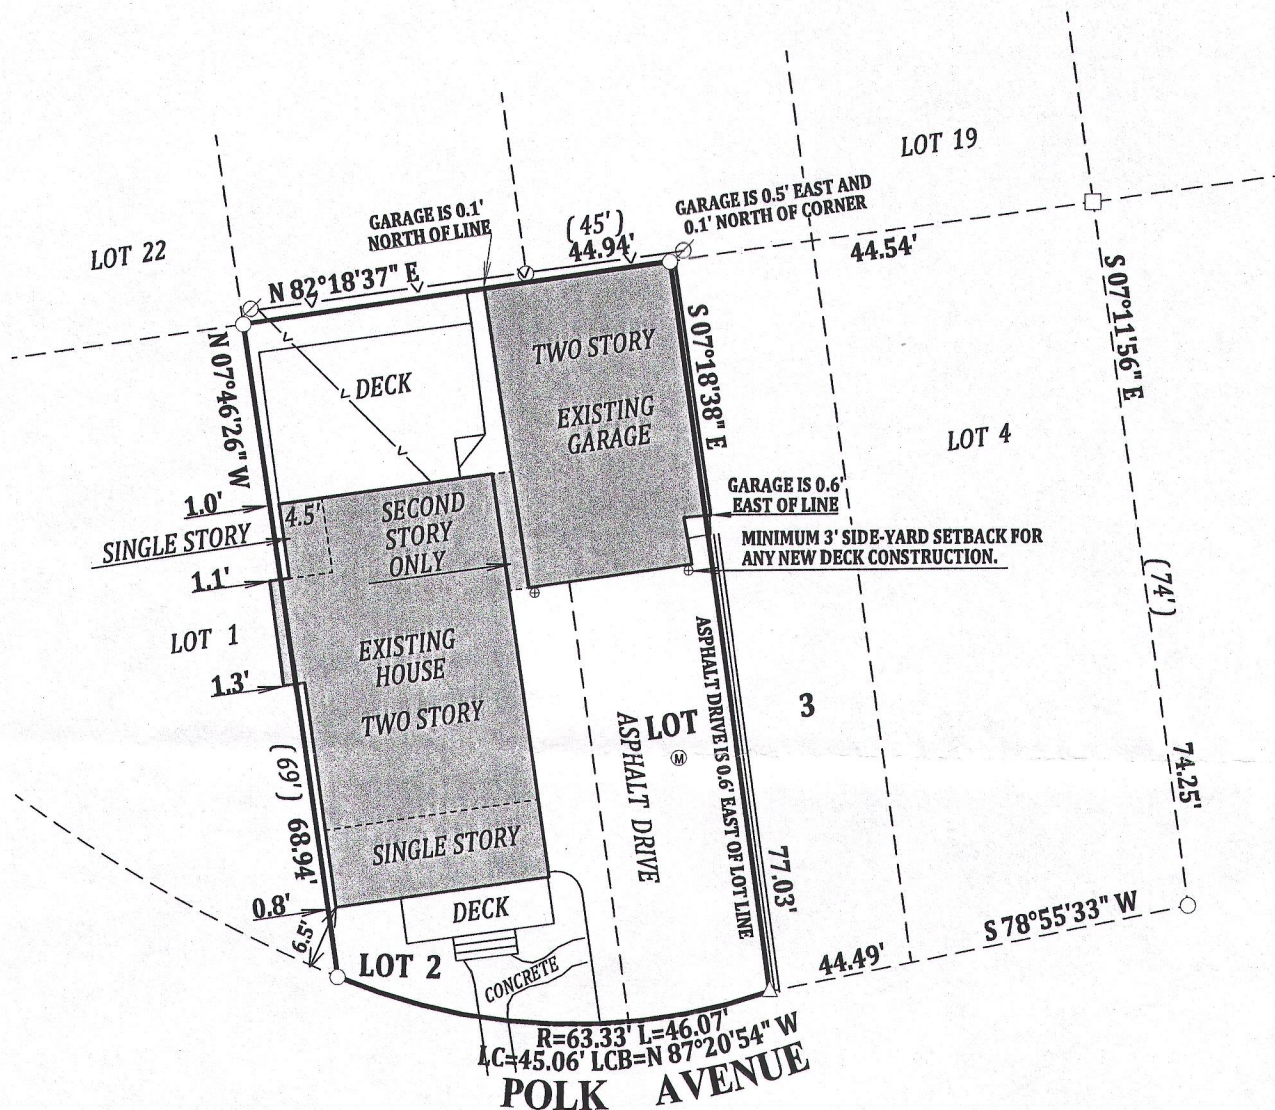 LOT 19
LOT 22
GARAGE IS 0.1'
NORTH OF LINE
(45')
44.94'
GARAGE IS 0.5' EAST AND
0.1' NORTH OF CORNER
44.54'
N 82°18'37" E
N 07°46'26" W
S 07°18'38" E
S 07°11'56" E
DECK
TWO STORY
EXISTING
GARAGE
LOT 4
1.0'
SINGLE STORY
4.5'
SECOND
STORY
ONLY
GARAGE IS 0.6'
EAST OF LINE
MINIMUM 3' SIDE-YARD SETBACK FOR
ANY NEW DECK CONSTRUCTION.
1.1'
LOT 1
1.3'
EXISTING
HOUSE
TWO STORY
(74')
74.25'
LOT
3
M
ASPHALT DRIVE
ASPHALT DRIVE IS 0.6' EAST OF LOT LINE
77.03'
(69')
68.94'
SINGLE STORY
0.8'
6.5'
DECK
LOT 2
CONCRETE
44.49'
S 78°55'33" W
R=63.33' L=46.07'
LC=45.06' LCB=N 87°20'54" W
POLK AVENUE